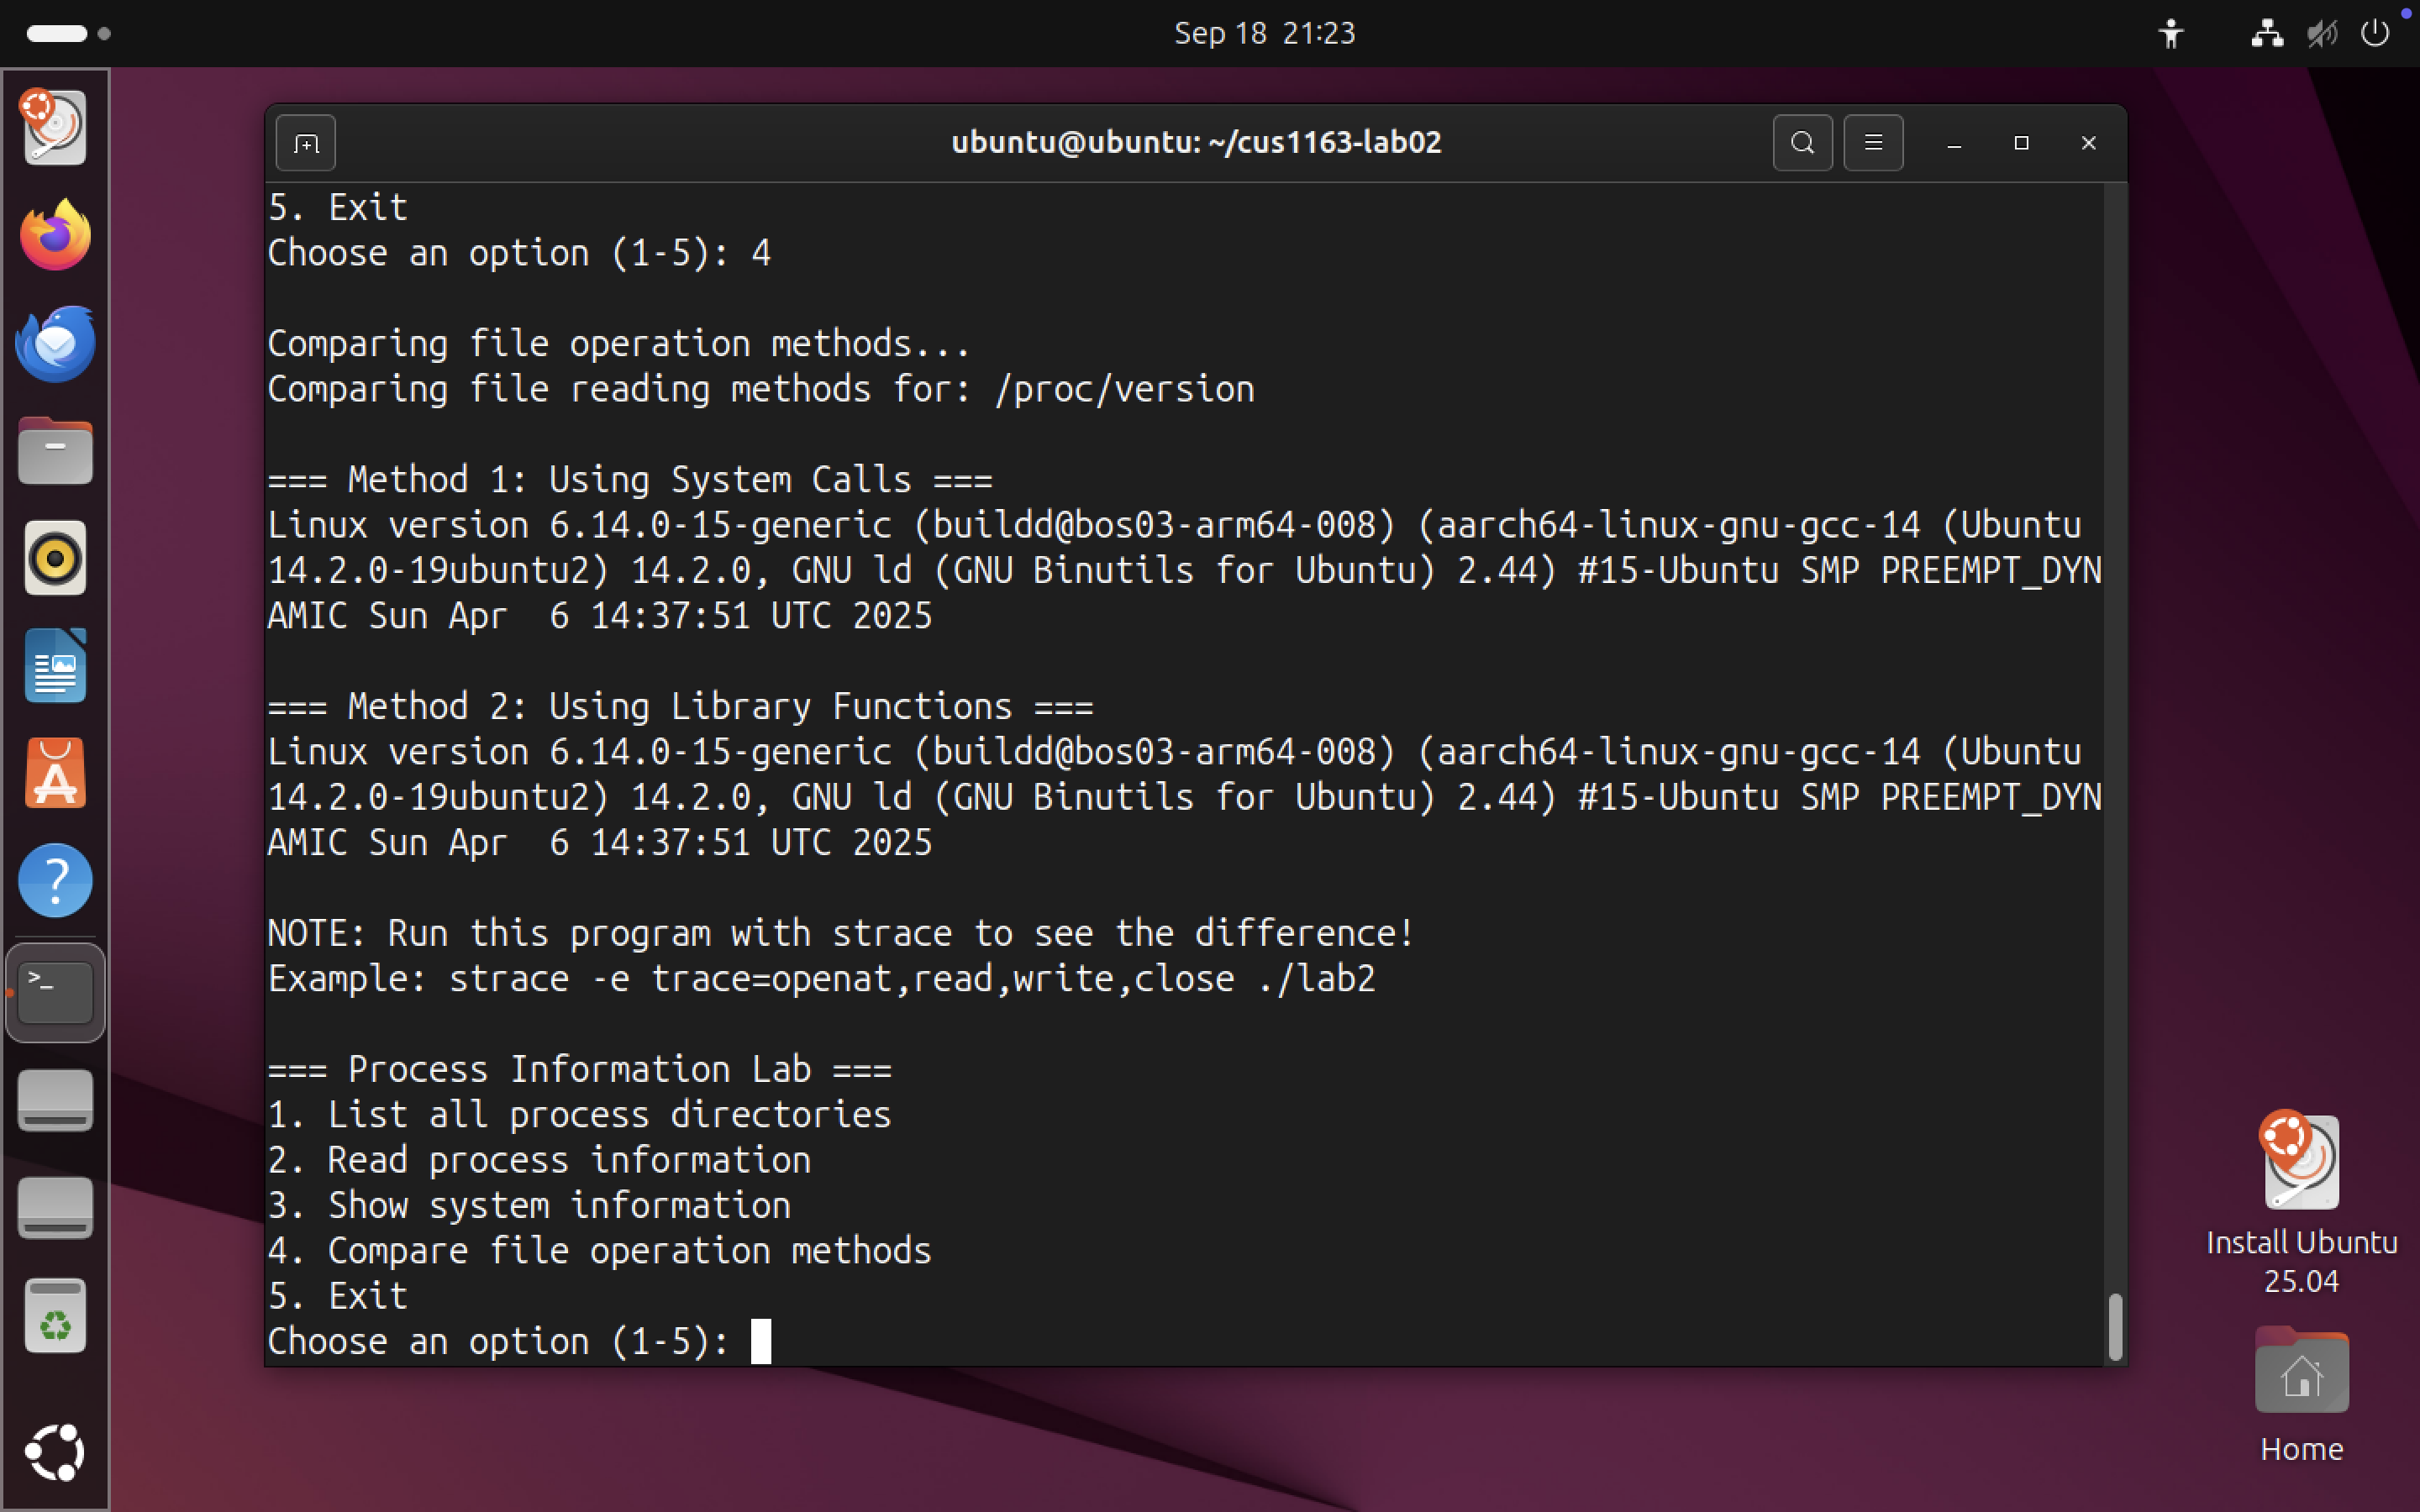 Sep 18 21:23
ubuntu@ubuntu: ~/cus1163-lab02
5. Exit
Choose an option (1-5): 4
Comparing file operation methods...
Comparing file reading methods for: /proc/version
=== Method 1: Using System Calls ===
Linux version 6.14.0-15-generic (buildd@bos03-arm64-008) (aarch64-linux-gnu-gcc-14 (Ubuntu
14.2.0-19ubuntu2) 14.2.0, GNU ld (GNU Binutils for Ubuntu) 2.44) #15-Ubuntu SMP PREEMPT_DYN
AMIC Sun Apr  6 14:37:51 UTC 2025
=== Method 2: Using Library Functions ===
Linux version 6.14.0-15-generic (buildd@bos03-arm64-008) (aarch64-linux-gnu-gcc-14 (Ubuntu
14.2.0-19ubuntu2) 14.2.0, GNU ld (GNU Binutils for Ubuntu) 2.44) #15-Ubuntu SMP PREEMPT_DYN
AMIC Sun Apr  6 14:37:51 UTC 2025
NOTE: Run this program with strace to see the difference!
Example: strace -e trace=openat,read,write,close ./lab2
=== Process Information Lab ===
1. List all process directories
2. Read process information
3. Show system information
4. Compare file operation methods
5. Exit
Choose an option (1-5):
Install Ubuntu
25.04
Home